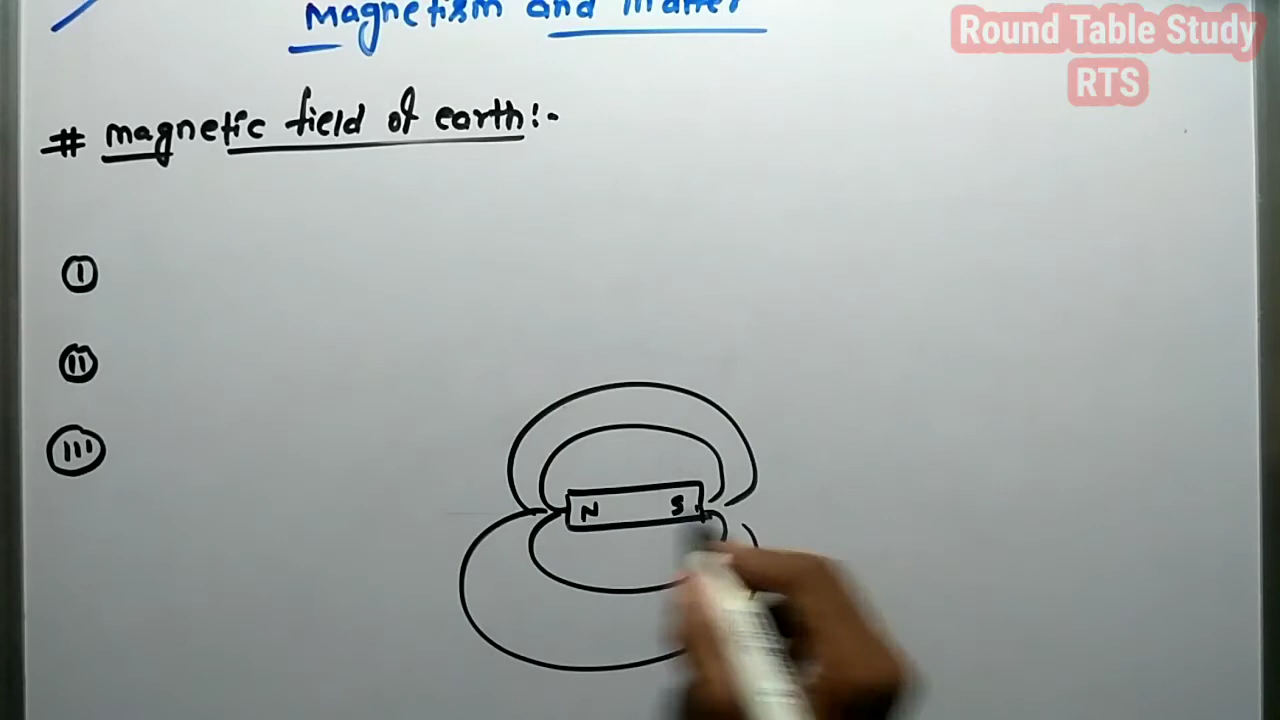 magnetism and matter
Round Table Study
RTS
# magnetic field of earth:-
(I)
(II)
(III)
N S